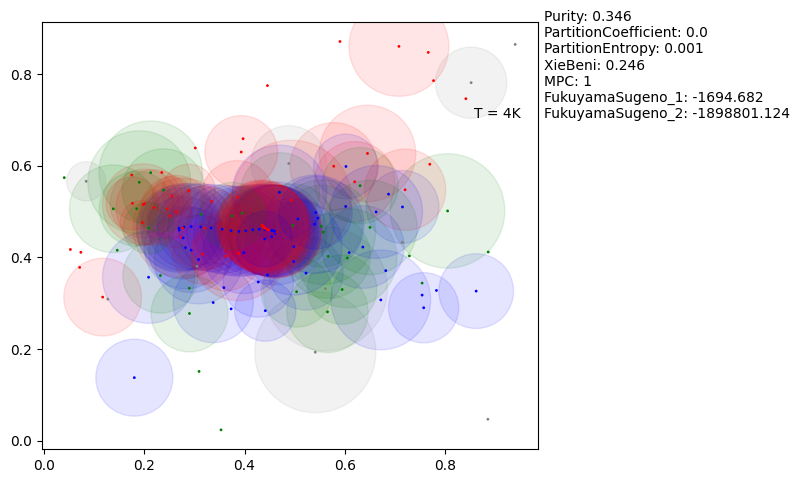 Purity: 0.346
PartitionCoefficient: 0.0
PartitionEntropy: 0.001
XieBeni: 0.246
MPC: 1
FukuyamaSugeno_1: -1694.682
FukuyamaSugeno_2: -1898801.124
T = 4K
0.8
0.6
0.4
0.2
0.0
0.0 0.2 0.4 0.6 0.8